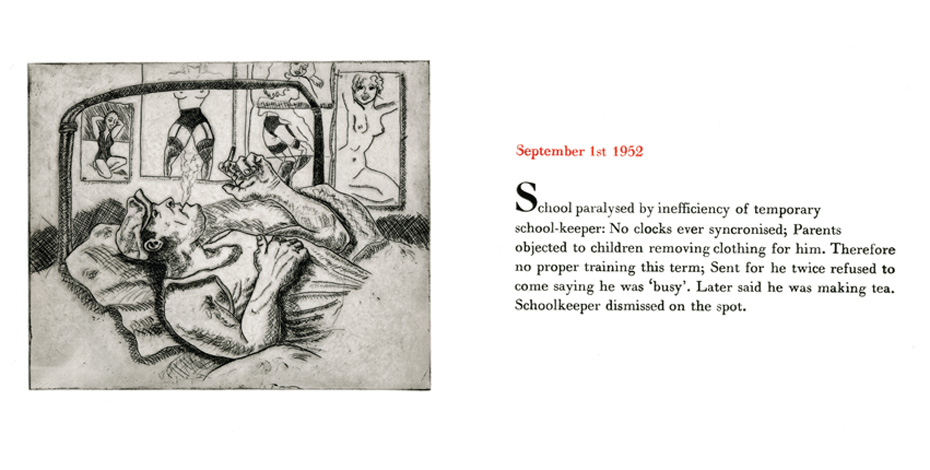 September 1st 1952
School paralysed by inefficiency of temporary
school-keeper: No clocks ever syncronised; Parents
objected to children removing clothing for him. Therefore
no proper training this term; Sent for he twice refused to
come saying he was ‘busy’. Later said he was making tea.
Schoolkeeper dismissed on the spot.